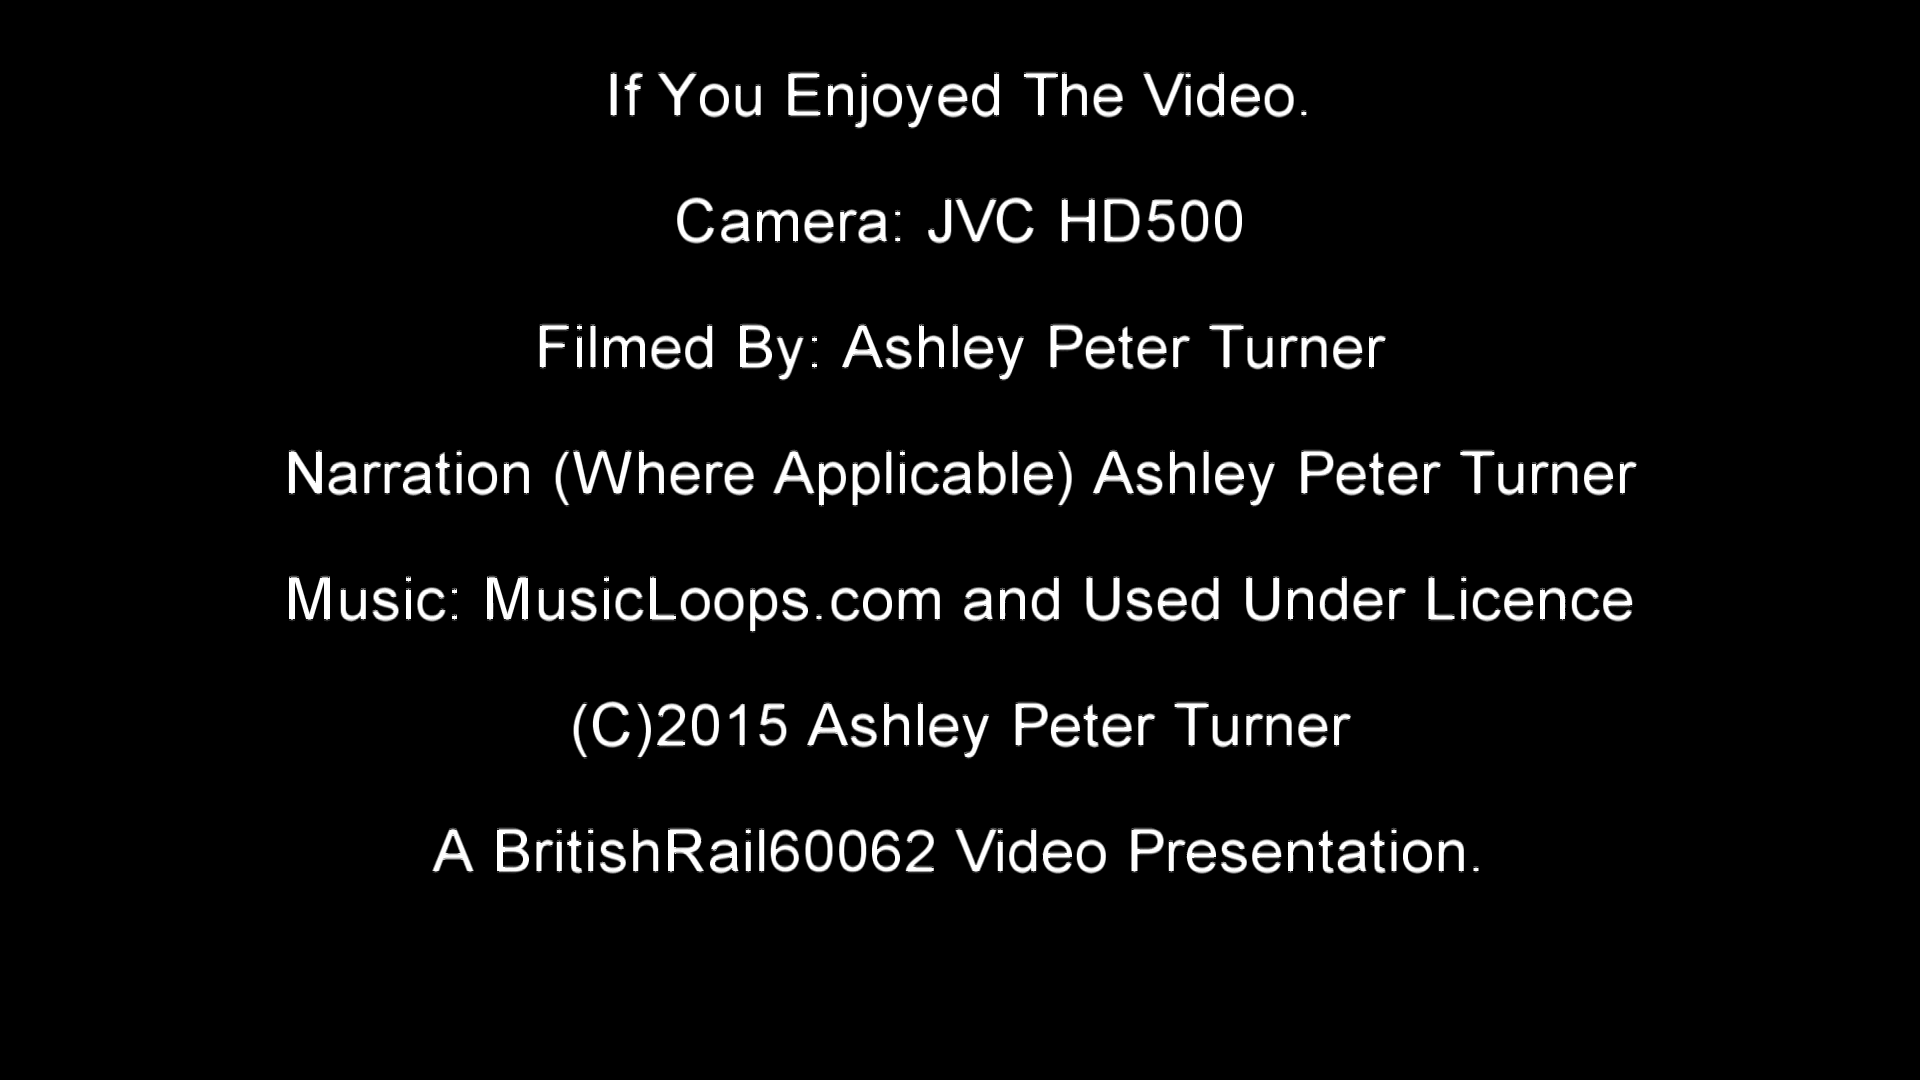 If You Enjoyed The Video.
Camera: JVC HD500
Filmed By: Ashley Peter Turner
Narration (Where Applicable) Ashley Peter Turner
Music: MusicLoops.com and Used Under Licence
(C)2015 Ashley Peter Turner
A BritishRail60062 Video Presentation.